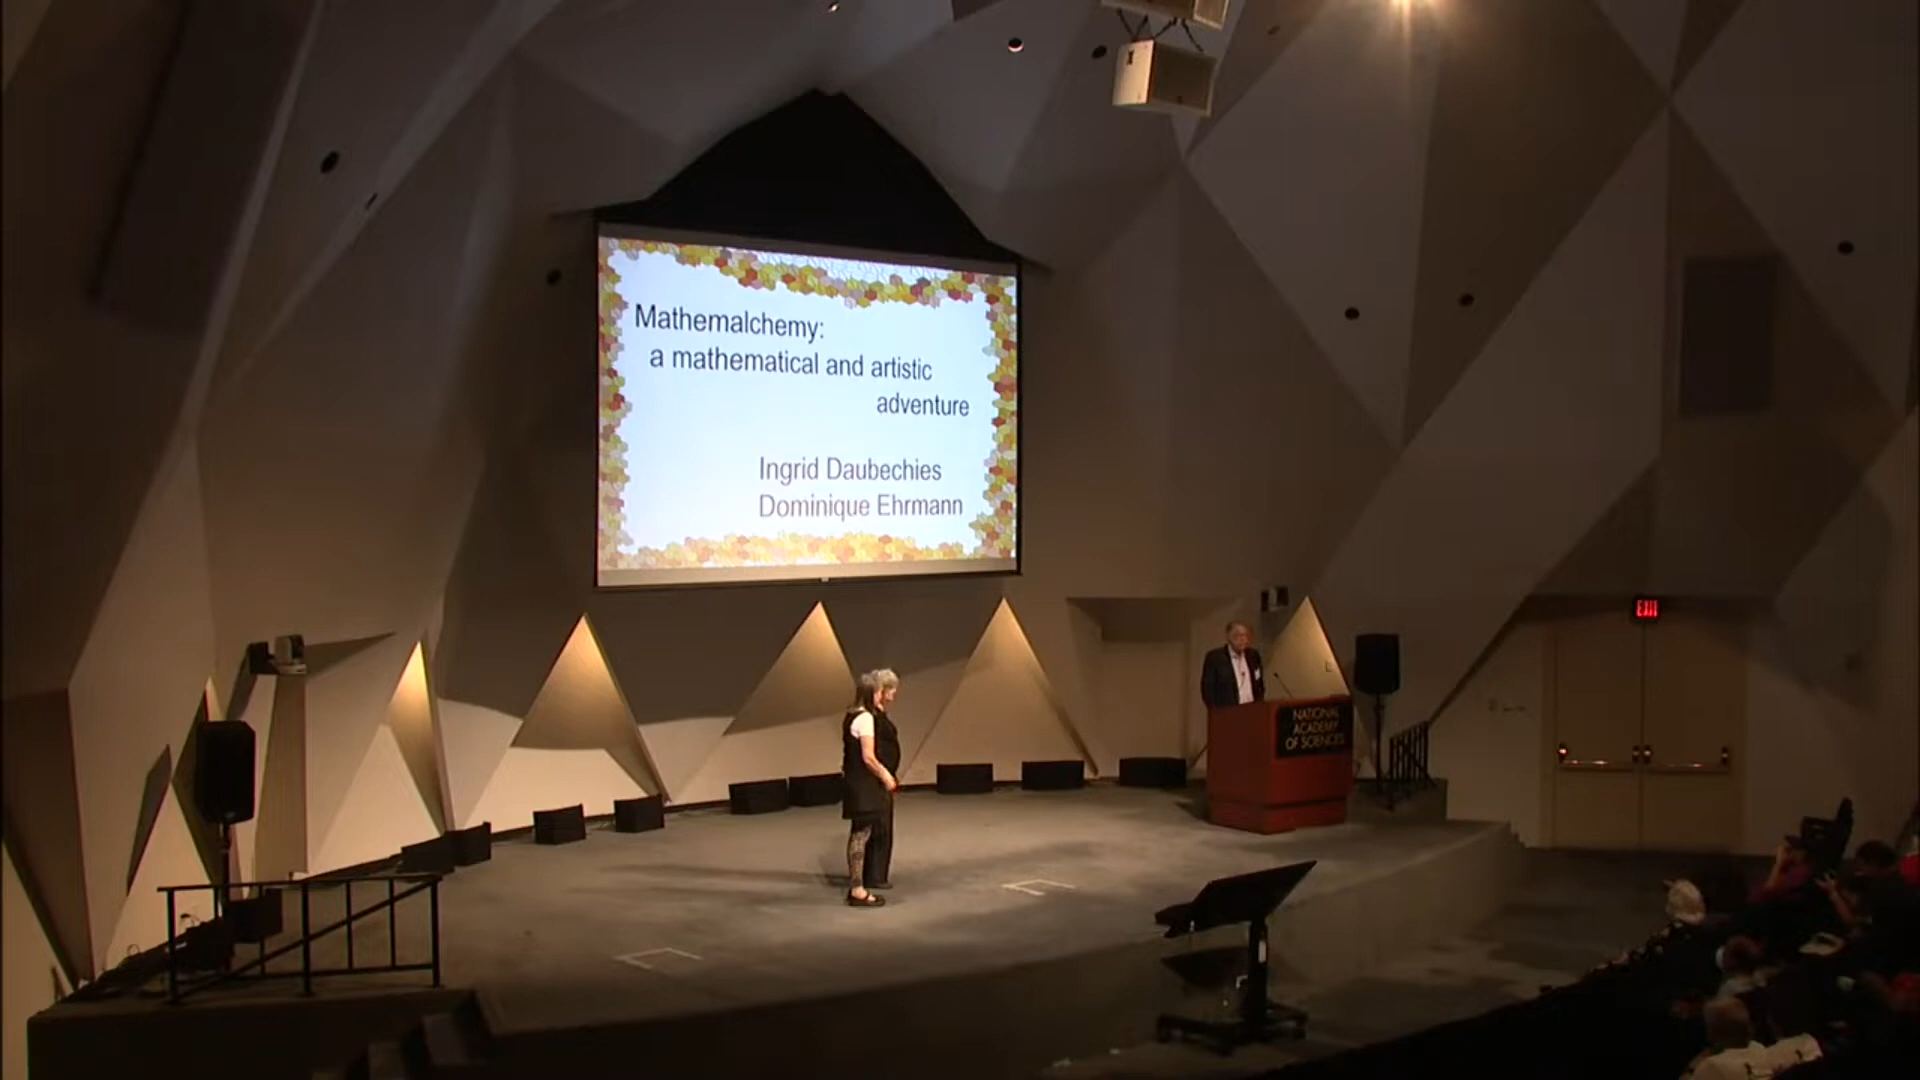 Mathemalchemy:
a mathematical and artistic
adventure
Ingrid Daubechies
Dominique Ehrmann
EXIT
NATIONAL
ACADEMY
OF SCIENCES